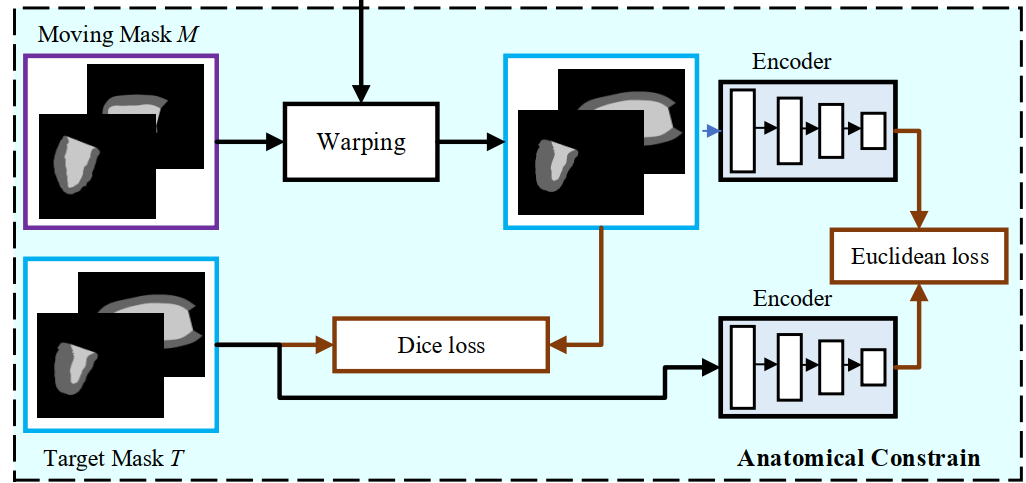 Moving Mask M
Encoder
Warping
Euclidean loss
Encoder
Dice loss
Target Mask T
Anatomical Constrain